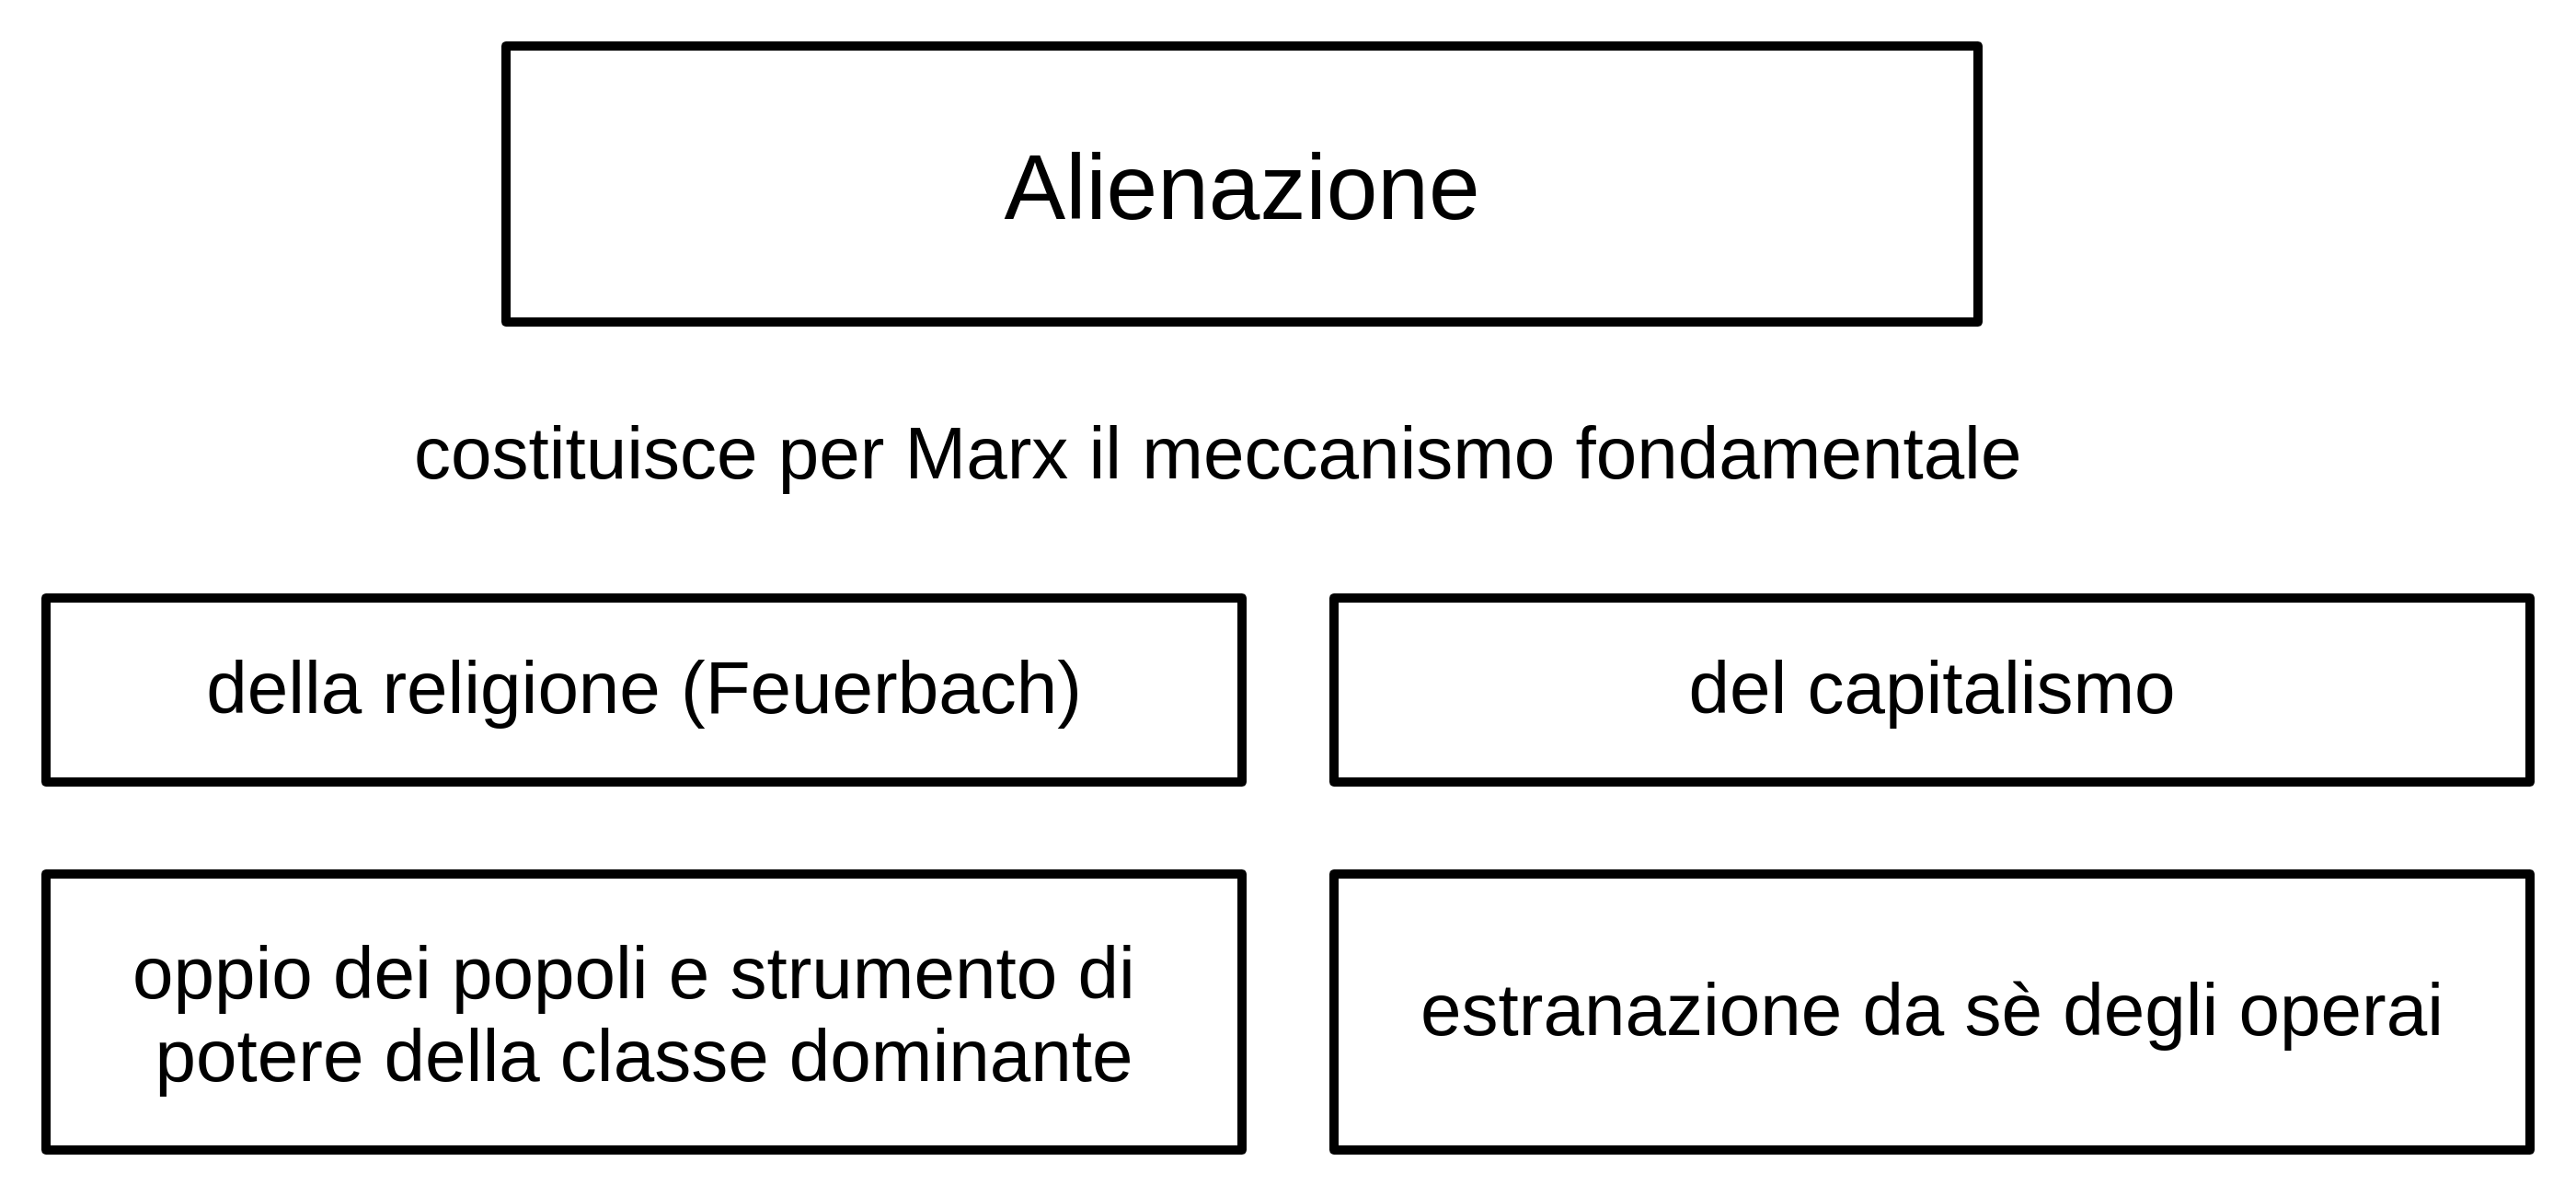 Alienazione
costituisce per Marx il meccanismo fondamentale
della religione (Feuerbach)
del capitalismo
oppio dei popoli e strumento di
potere della classe dominante
estranazione da sè degli operai